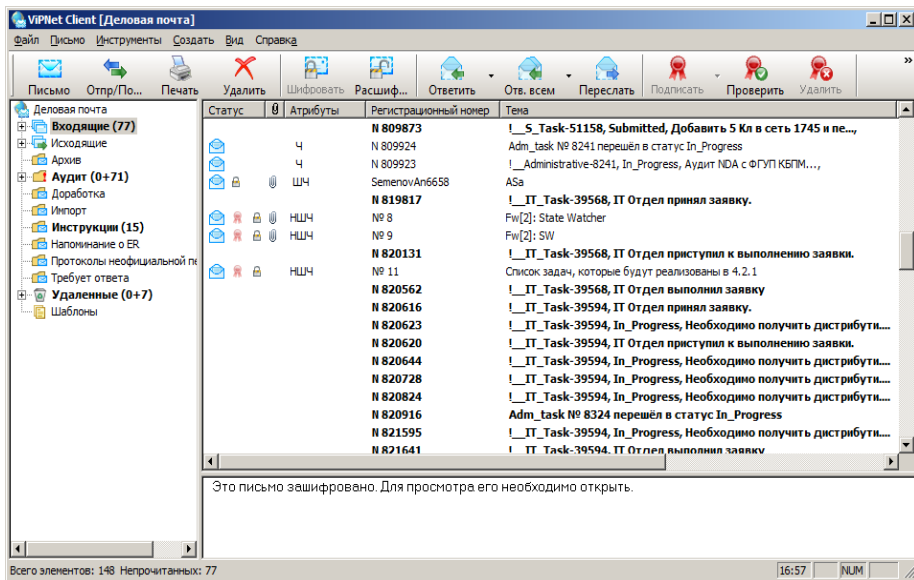 ViPNet Client [Деловая почта]
Файл Письмо Инструменты Создать Вид Справка
Письмо Отпр/По... Печать Удалить Шифровать Расшиф... Ответить Отв. всем Переслать Подписать Проверить Удалить »
Деловая почта
Входящие (77)
Исходящие
Архив
Аудит (0+71)
Доработка
Импорт
Инструкции (15)
Напоминание о ER
Протоколы неофициальной пе
Требует ответа
Удаленные (0+7)
Шаблоны
Статус Атрибуты Регистрационный номер Тема
N 809873 !__S_Task-51158, Submitted, Добавить 5 Кл в сеть 1745 и пе...,
Ч N 809924 Adm_task № 8241 перешёл в статус In_Progress
Ч N 809923 !__Administrative-8241, In_Progress, Аудит NDA с ФГУП КБПМ...,
ШЧ SemenovAn6658 ASa
N 819817 !__IT_Task-39568, IT Отдел принял заявку.
НШЧ № 8 Fw[2]: State Watcher
НШЧ № 9 Fw[2]: SW
N 820131 !__IT_Task-39568, IT Отдел приступил к выполнению заявки.
НШЧ № 11 Список задач, которые будут реализованы в 4.2.1
N 820562 !__IT_Task-39568, IT Отдел выполнил заявку
N 820616 !__IT_Task-39594, IT Отдел принял заявку.
N 820623 !__IT_Task-39594, In_Progress, Необходимо получить дистрибути....
N 820620 !__IT_Task-39594, IT Отдел приступил к выполнению заявки.
N 820644 !__IT_Task-39594, In_Progress, Необходимо получить дистрибути....
N 820728 !__IT_Task-39594, In_Progress, Необходимо получить дистрибути....
N 820824 !__IT_Task-39594, In_Progress, Необходимо получить дистрибути....
N 820916 Adm_task № 8324 перешёл в статус In_Progress
N 821595 !__IT_Task-39594, In_Progress, Необходимо получить дистрибути....
N 821641 !__IT_Task-39594, IT Отдел выполнил заявку
Это письмо зашифровано. Для просмотра его необходимо открыть.
Всего элементов: 148 Непрочитанных: 77
16:57 NUM